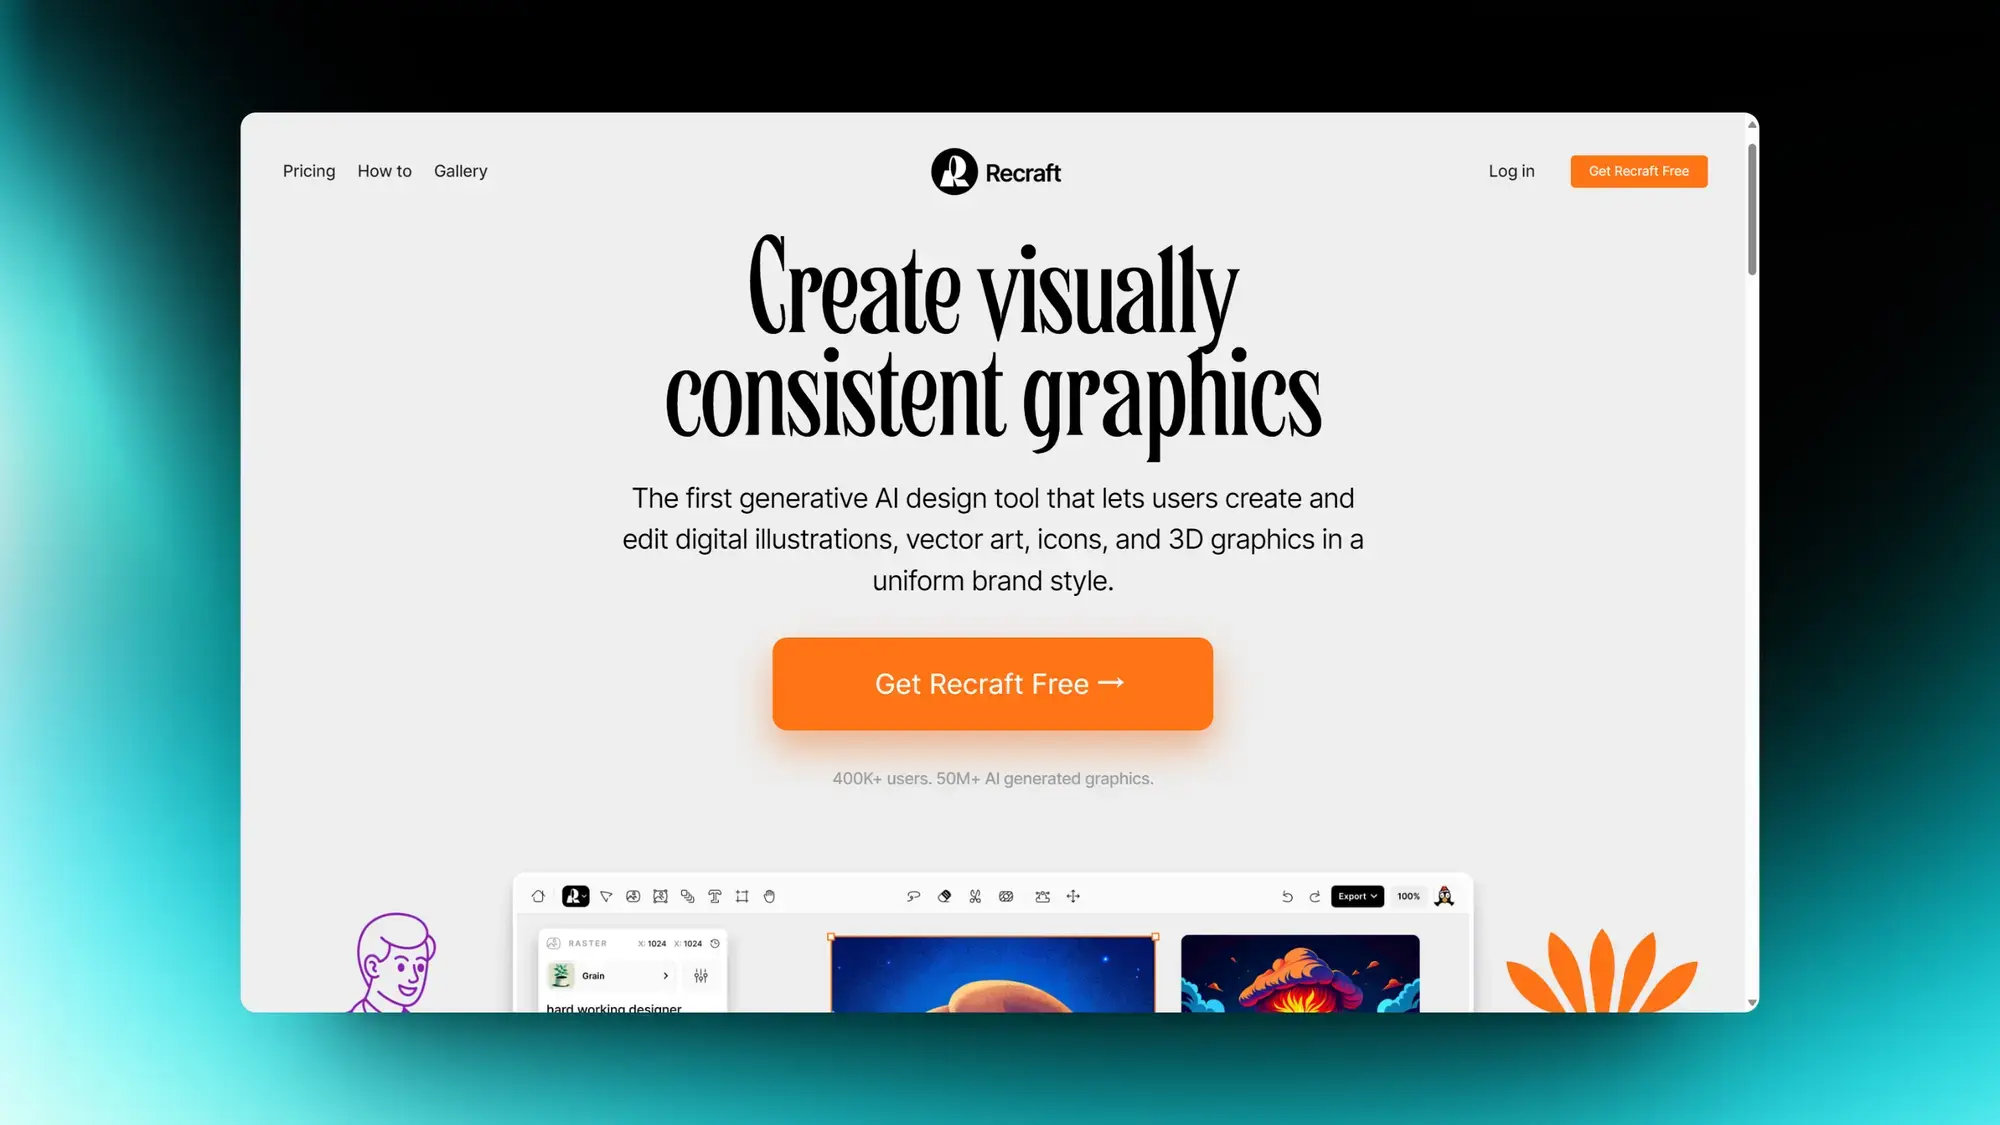 Pricing How to Gallery
Recraft
Log in
Get Recraft Free
Create visually
consistent graphics
The first generative AI design tool that lets users create and
edit digital illustrations, vector art, icons, and 3D graphics in a
uniform brand style.
Get Recraft Free →
400K+ users. 50M+ AI generated graphics.
Export 100%
RASTER X: 1024 X: 1024
Grain
hard working designer